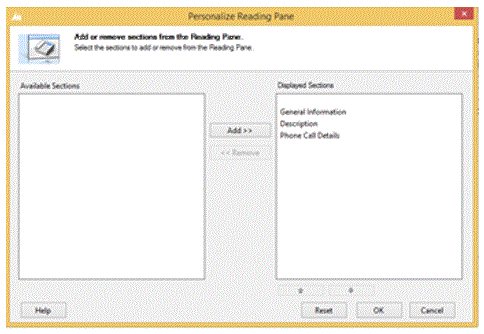 Personalize Reading Pane
Add or remove sections from the Reading Pane.
Select the sections to add or remove from the Reading Pane.
Available Sections
Displayed Sections
General Information
Description
Phone Call Details
Add >>
<< Remove
Help
Reset
OK
Cancel